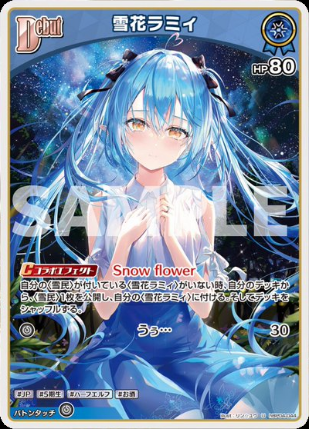 Debut
雪花ラミィ
HP80
SAMPLE
コラボエフェクト Snow flower
自分の〈雪民〉が付いている〈雪花ラミィ〉がいない時、自分のデッキか
ら、〈雪民〉1枚を公開し、自分の〈雪花ラミィ〉に付ける。そしてデッキを
シャッフルする。
うぅ… 30
#JP #5期生 #ハーフエルフ #お酒
バトンタッチ